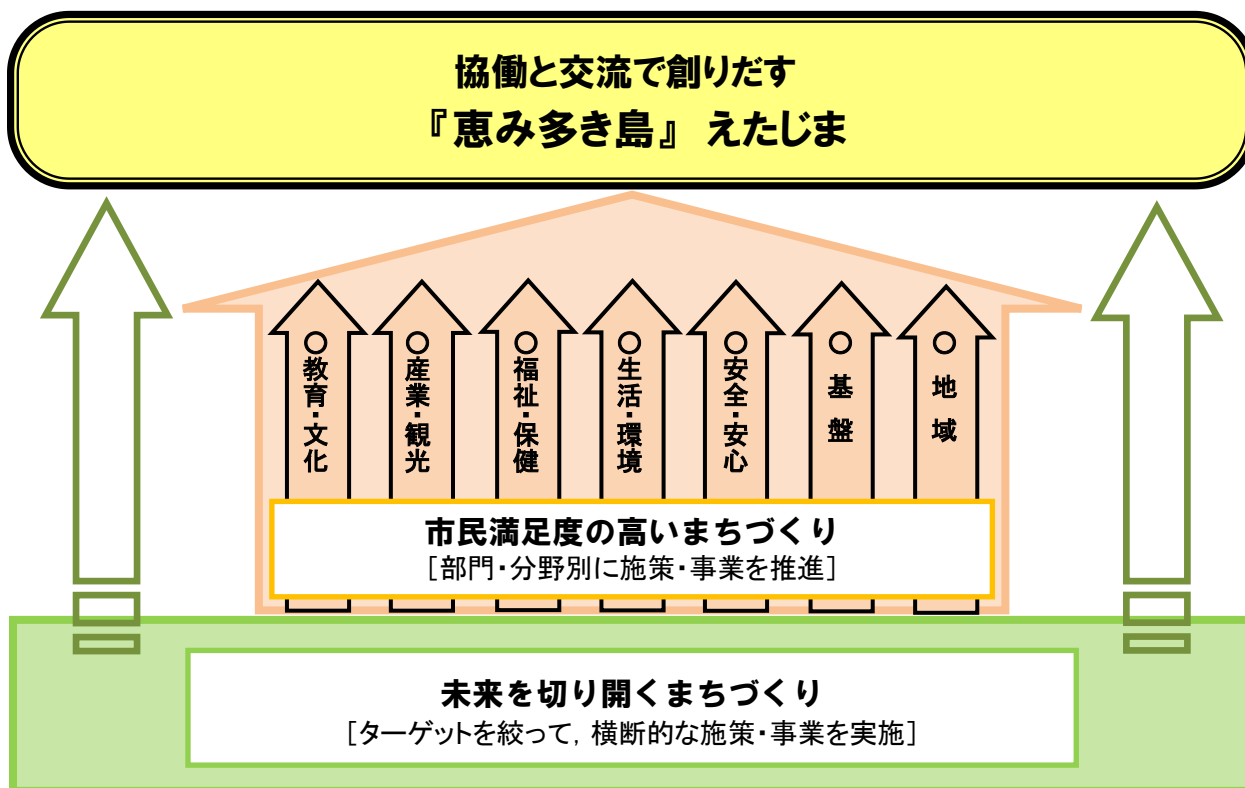 協働と交流で創りだす
『恵み多き島』 えたじま
○教育・文化
○産業・観光
○福祉・保健
○生活・環境
○安全・安心
○基盤
○地域
市民満足度の高いまちづくり
[部門・分野別に施策・事業を推進]
未来を切り開くまちづくり
[ターゲットを絞って, 横断的な施策・事業を実施]